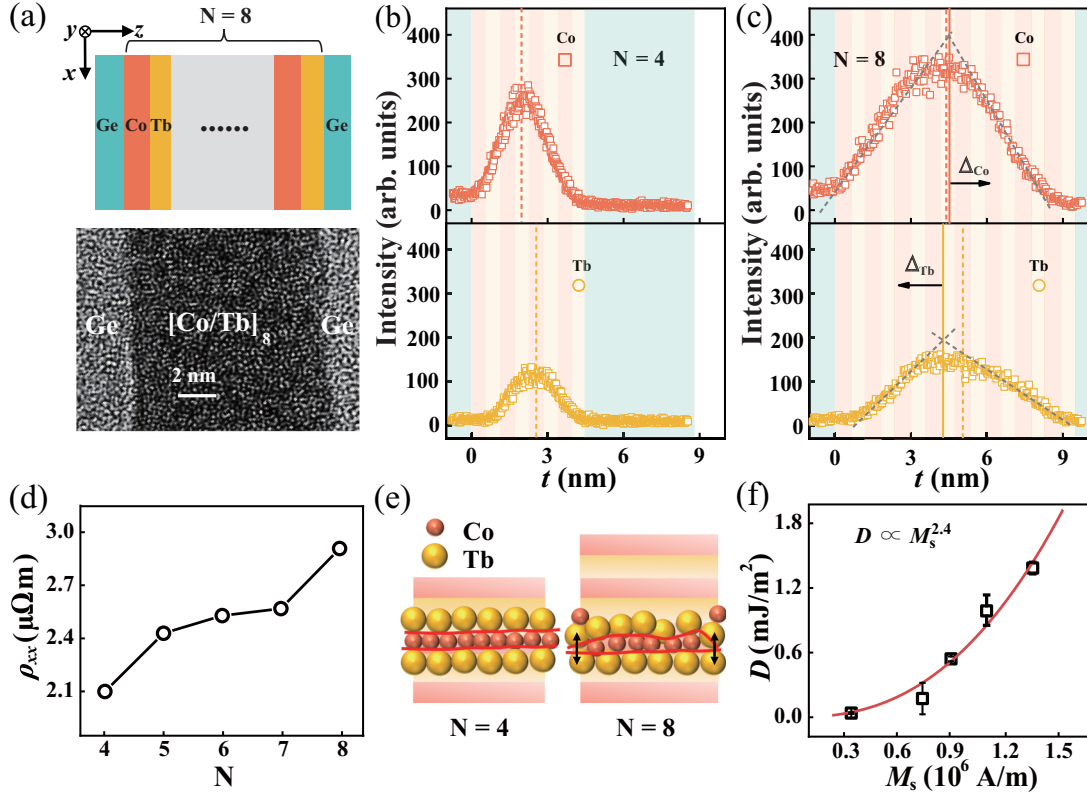 (a)
N = 8
y
z
x
Ge
Co
Tb
......
Ge
Ge
[Co/Tb]8
Ge
2 nm
(b)
Co
N = 4
400
300
200
100
0
Intensity (arb. units)
Tb
400
300
200
100
0
0
3
6
9
t (nm)
(c)
N = 8
Co
400
300
200
100
0
ΔCo
Intensity (arb. units)
ΔTb
Tb
400
300
200
100
0
0
3
6
9
t (nm)
(d)
3.0
2.7
2.4
2.1
ρxx (μΩm)
4
5
6
7
8
N
(e)
Co
Tb
N = 4
N = 8
(f)
D ∝ Ms^2.4
1.8
1.2
0.6
0.0
D (mJ/m²)
0.3
0.6
0.9
1.2
1.5
Ms (10⁶ A/m)